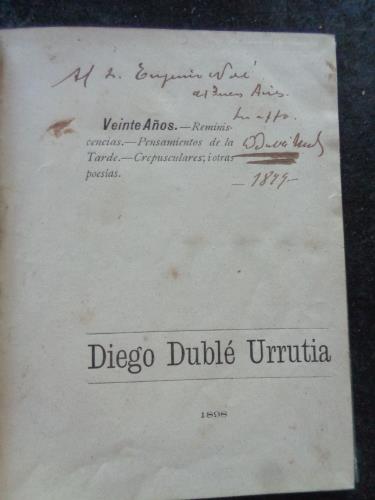 Al S. Eugenio
Buenos Aires.
Veinte Años.—Reminis-
cencias.—Pensamientos de la
Tarde.—Crepusculares; i otras
poesías.
—1899—
Diego Dublé Urrutia
1898